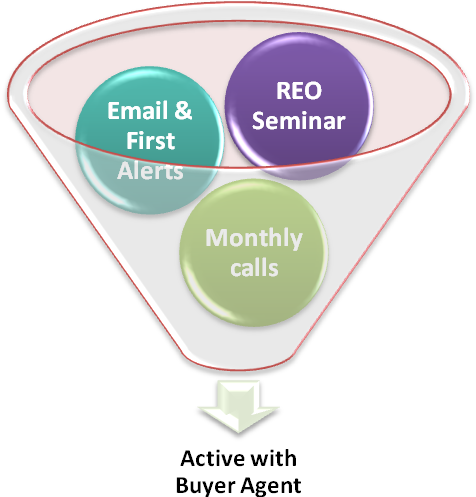 REO
Seminar
Email &
First
Alerts
Monthly
calls
Active with
Buyer Agent